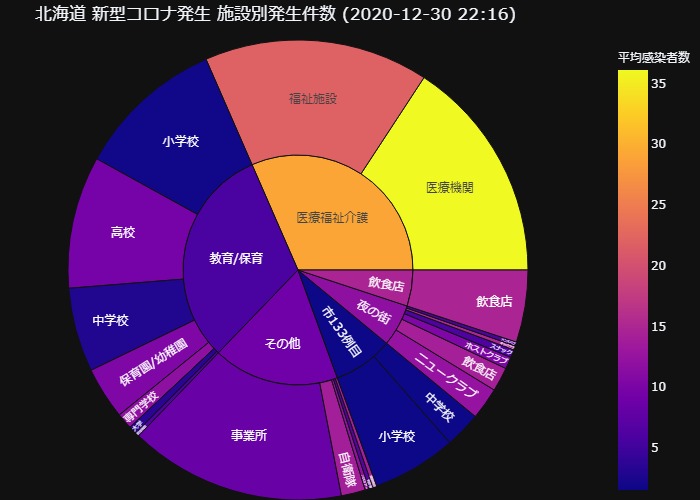 北海道 新型コロナ発生 施設別発生件数 (2020-12-30 22:16)
平均感染者数
35
30
25
20
15
10
5
福祉施設
医療機関
小学校
医療福祉介護
高校
教育/保育
飲食店
飲食店
夜の街
市133例目
その他
中学校
保育園/幼稚園
専門学校
大学
スナック
ホストクラブ
飲食店
ニュークラブ
中学校
小学校
事業所
自衛隊